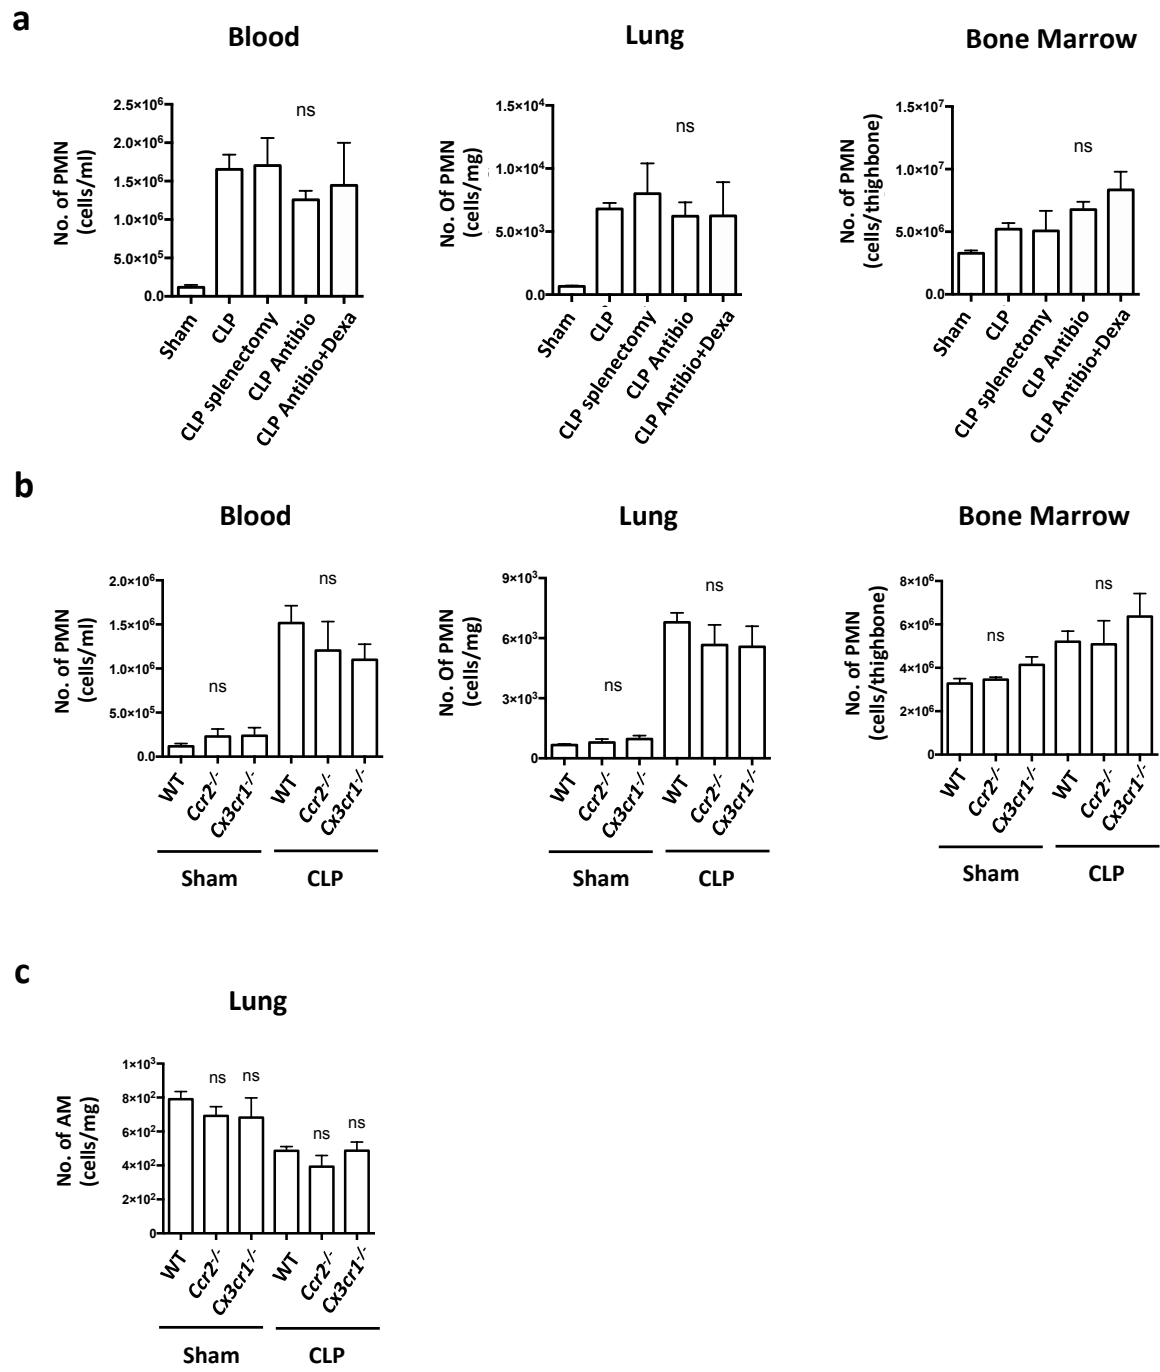 a
Blood
Lung
Bone Marrow
No. of PMN
(cells/ml)
2.5×10⁶
2.0×10⁶
1.5×10⁶
1.0×10⁶
5.0×10⁵
0.0
ns
Sham
CLP
CLP splenectomy
CLP Antibio
CLP Antibio+Dexa
No. Of PMN
(cells/mg)
1.5×10⁴
1.0×10⁴
5.0×10³
0.0
ns
Sham
CLP
CLP splenectomy
CLP Antibio
CLP Antibio+Dexa
No. of PMN
(cells/thighbone)
1.5×10⁷
1.0×10⁷
5.0×10⁶
0.0
ns
Sham
CLP
CLP splenectomy
CLP Antibio
CLP Antibio+Dexa
b
Blood
Lung
Bone Marrow
No. of PMN
(cells/ml)
2.0×10⁶
1.5×10⁶
1.0×10⁶
5.0×10⁵
0.0
ns
ns
WT
Ccr2⁻/⁻
Cx3cr1⁻/⁻
WT
Ccr2⁻/⁻
Cx3cr1⁻/⁻
Sham
CLP
No. Of PMN
(cells/mg)
9×10³
6×10³
3×10³
0
ns
ns
WT
Ccr2⁻/⁻
Cx3cr1⁻/⁻
WT
Ccr2⁻/⁻
Cx3cr1⁻/⁻
Sham
CLP
No. of PMN
(cells/thighbone)
8×10⁶
6×10⁶
4×10⁶
2×10⁶
0
ns
ns
WT
Ccr2⁻/⁻
Cx3cr1⁻/⁻
WT
Ccr2⁻/⁻
Cx3cr1⁻/⁻
Sham
CLP
c
Lung
No. of AM
(cells/mg)
1×10³
8×10²
6×10²
4×10²
2×10²
0
ns
ns
ns
ns
WT
Ccr2⁻/⁻
Cx3cr1⁻/⁻
WT
Ccr2⁻/⁻
Cx3cr1⁻/⁻
Sham
CLP